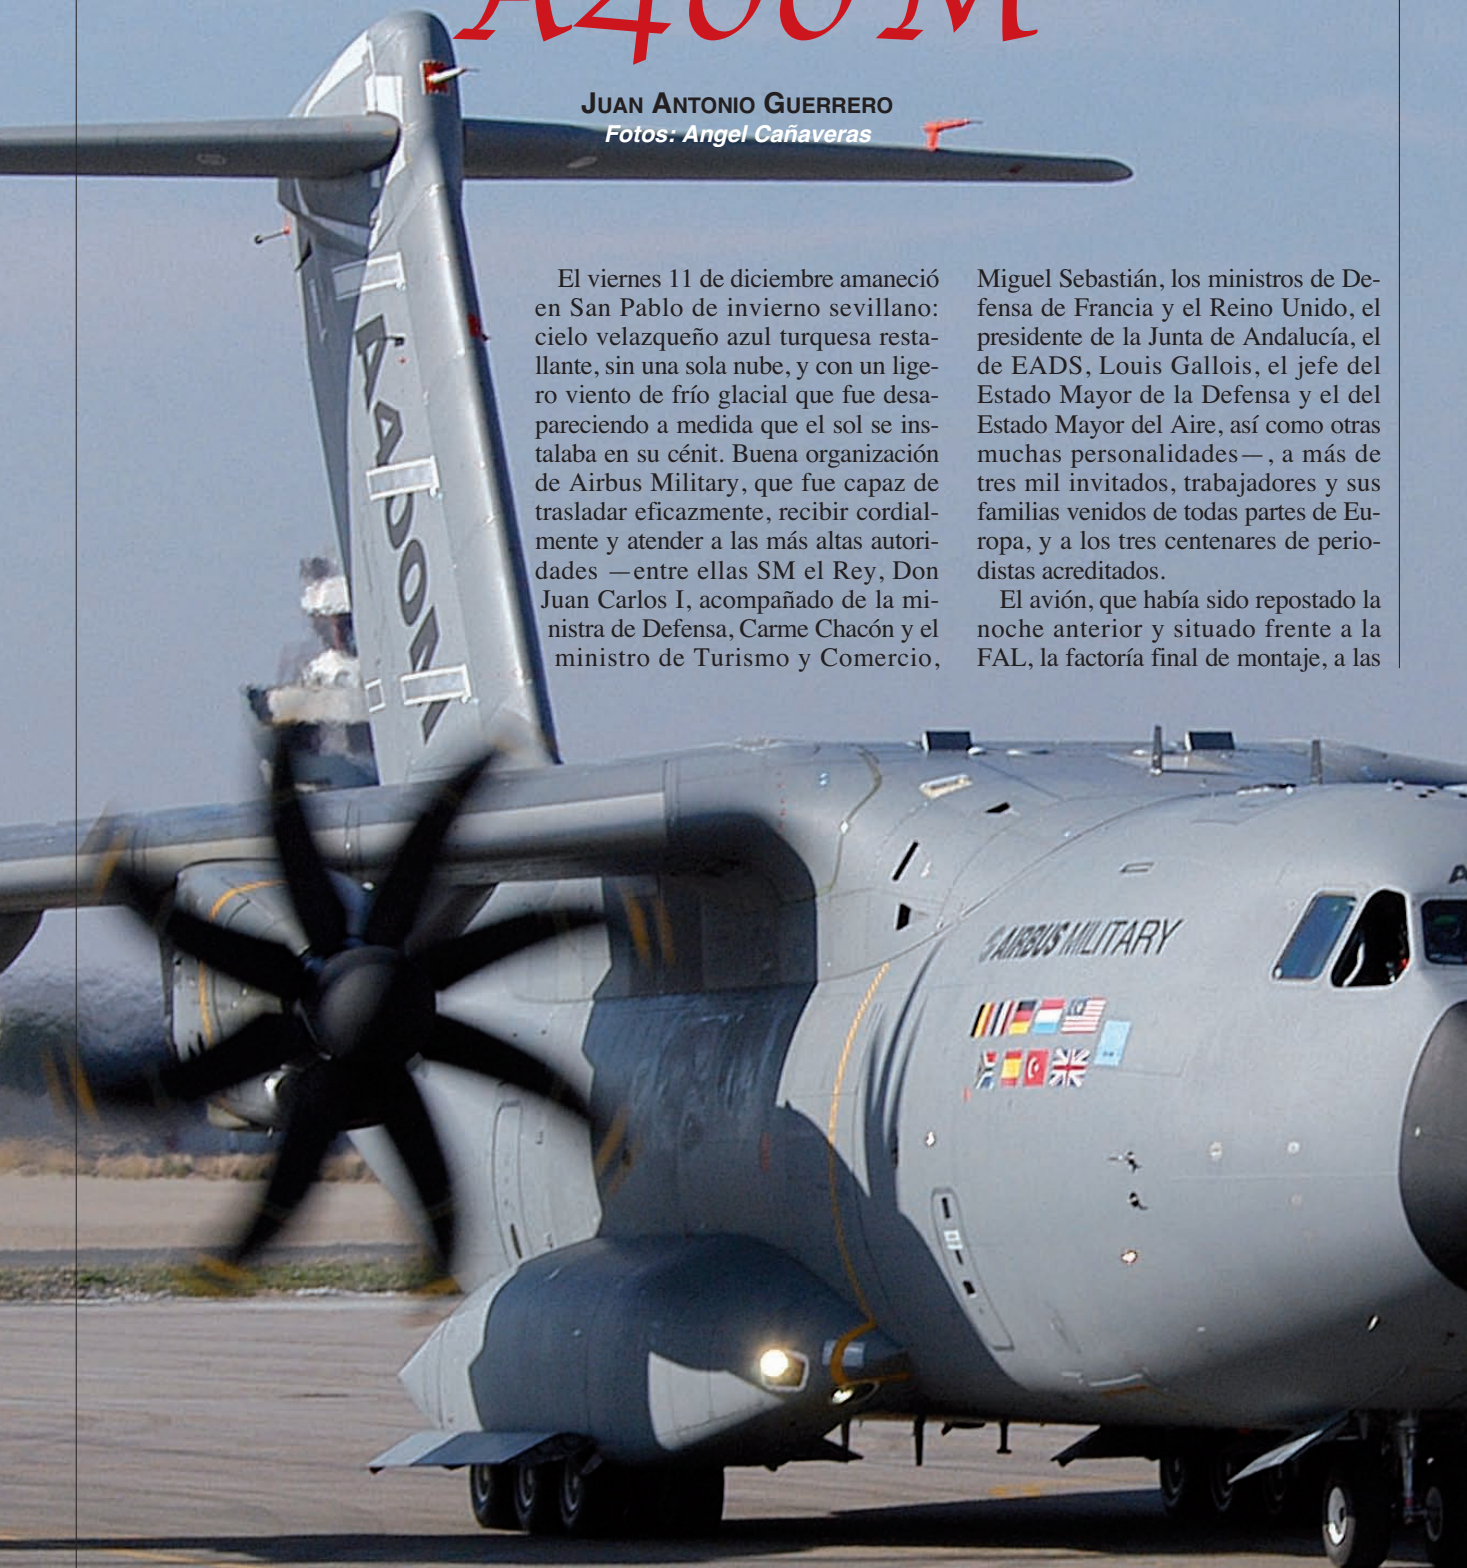 A400M
JUAN ANTONIO GUERRERO
Fotos: Angel Cañaveras
El viernes 11 de diciembre amaneció
en San Pablo de invierno sevillano:
cielo velazqueño azul turquesa resta-
llante, sin una sola nube, y con un lige-
ro viento de frío glacial que fue desa-
pareciendo a medida que el sol se ins-
talaba en su cénit. Buena organización
de Airbus Military, que fue capaz de
trasladar eficazmente, recibir cordial-
mente y atender a las más altas autori-
dades —entre ellas SM el Rey, Don
Juan Carlos I, acompañado de la mi-
nistra de Defensa, Carme Chacón y el
ministro de Turismo y Comercio,
Miguel Sebastián, los ministros de De-
fensa de Francia y el Reino Unido, el
presidente de la Junta de Andalucía, el
de EADS, Louis Gallois, el jefe del
Estado Mayor de la Defensa y el del
Estado Mayor del Aire, así como otras
muchas personalidades—, a más de
tres mil invitados, trabajadores y sus
familias venidos de todas partes de Eu-
ropa, y a los tres centenares de perio-
distas acreditados.
El avión, que había sido repostado la
noche anterior y situado frente a la
FAL, la factoría final de montaje, a las
AIRBUS MILITARY